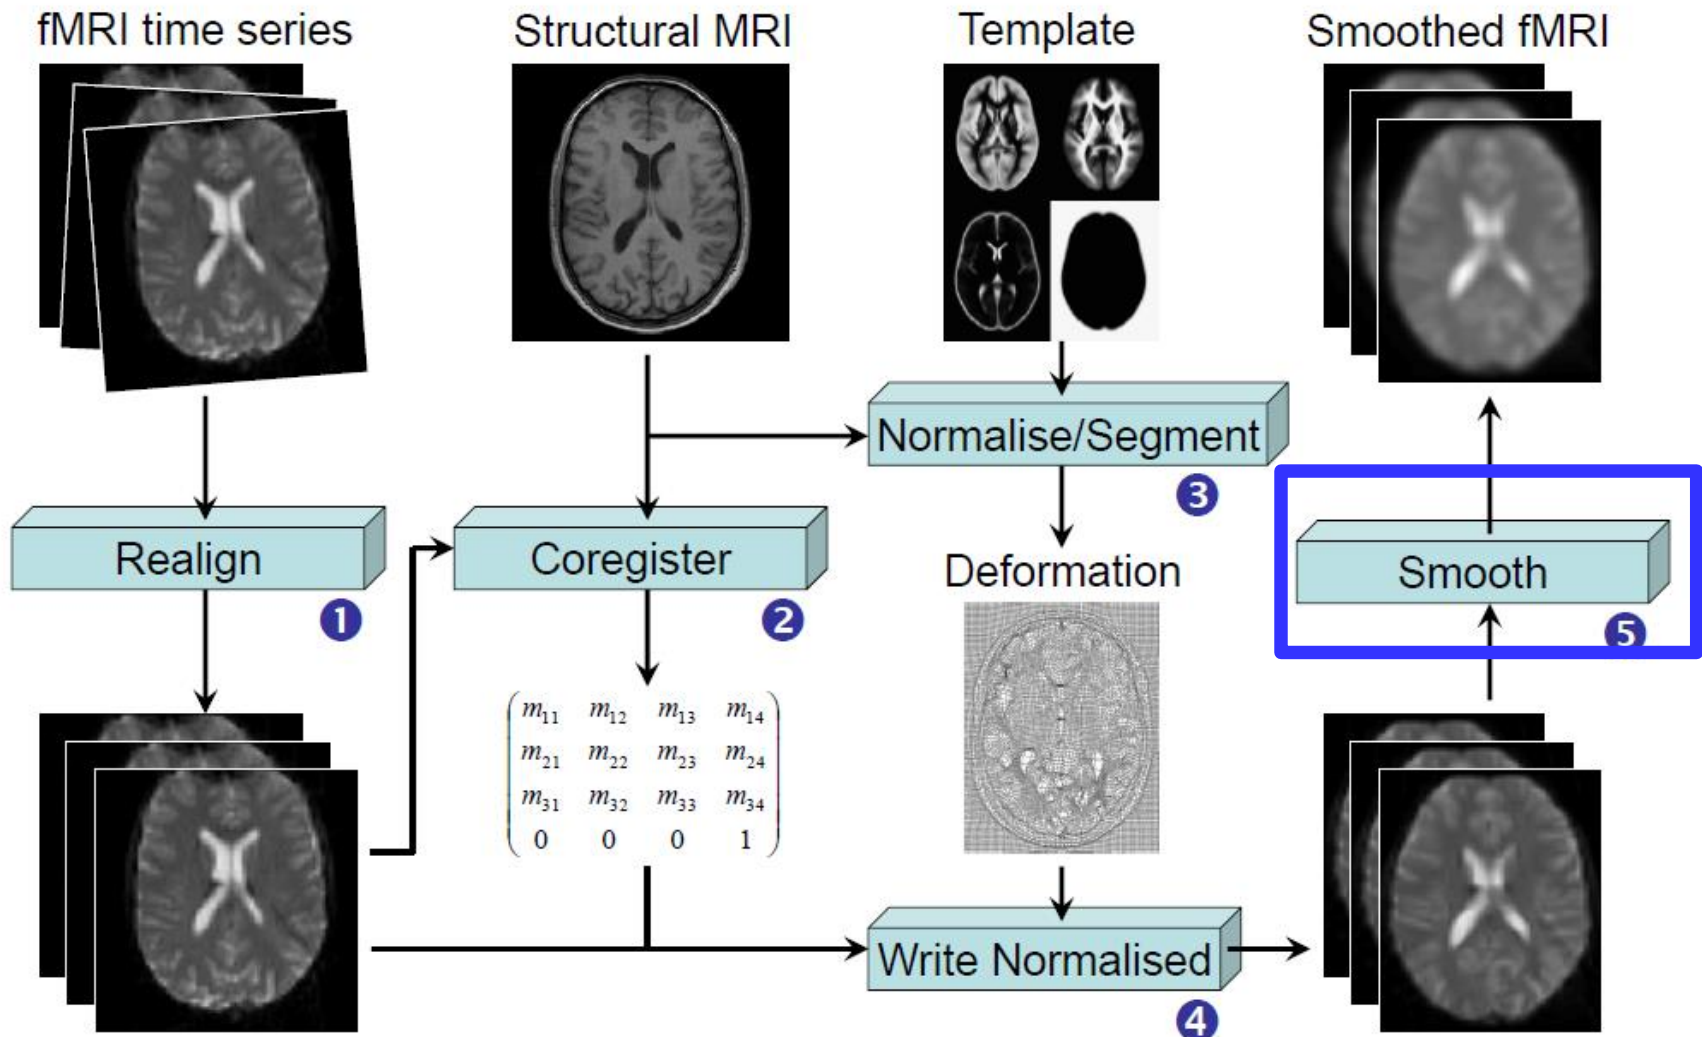 fMRI time series
Structural MRI
Template
Smoothed fMRI
Normalise/Segment
3
Realign
1
Coregister
2
Deformation
Smooth
5
m11 m12 m13 m14
m21 m22 m23 m24
m31 m32 m33 m34
0 0 0 1
Write Normalised
4